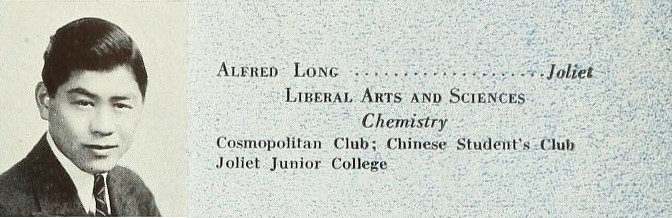 Alfred Long .....................Joliet
Liberal Arts and Sciences
Chemistry
Cosmopolitan Club; Chinese Student's Club
Joliet Junior College